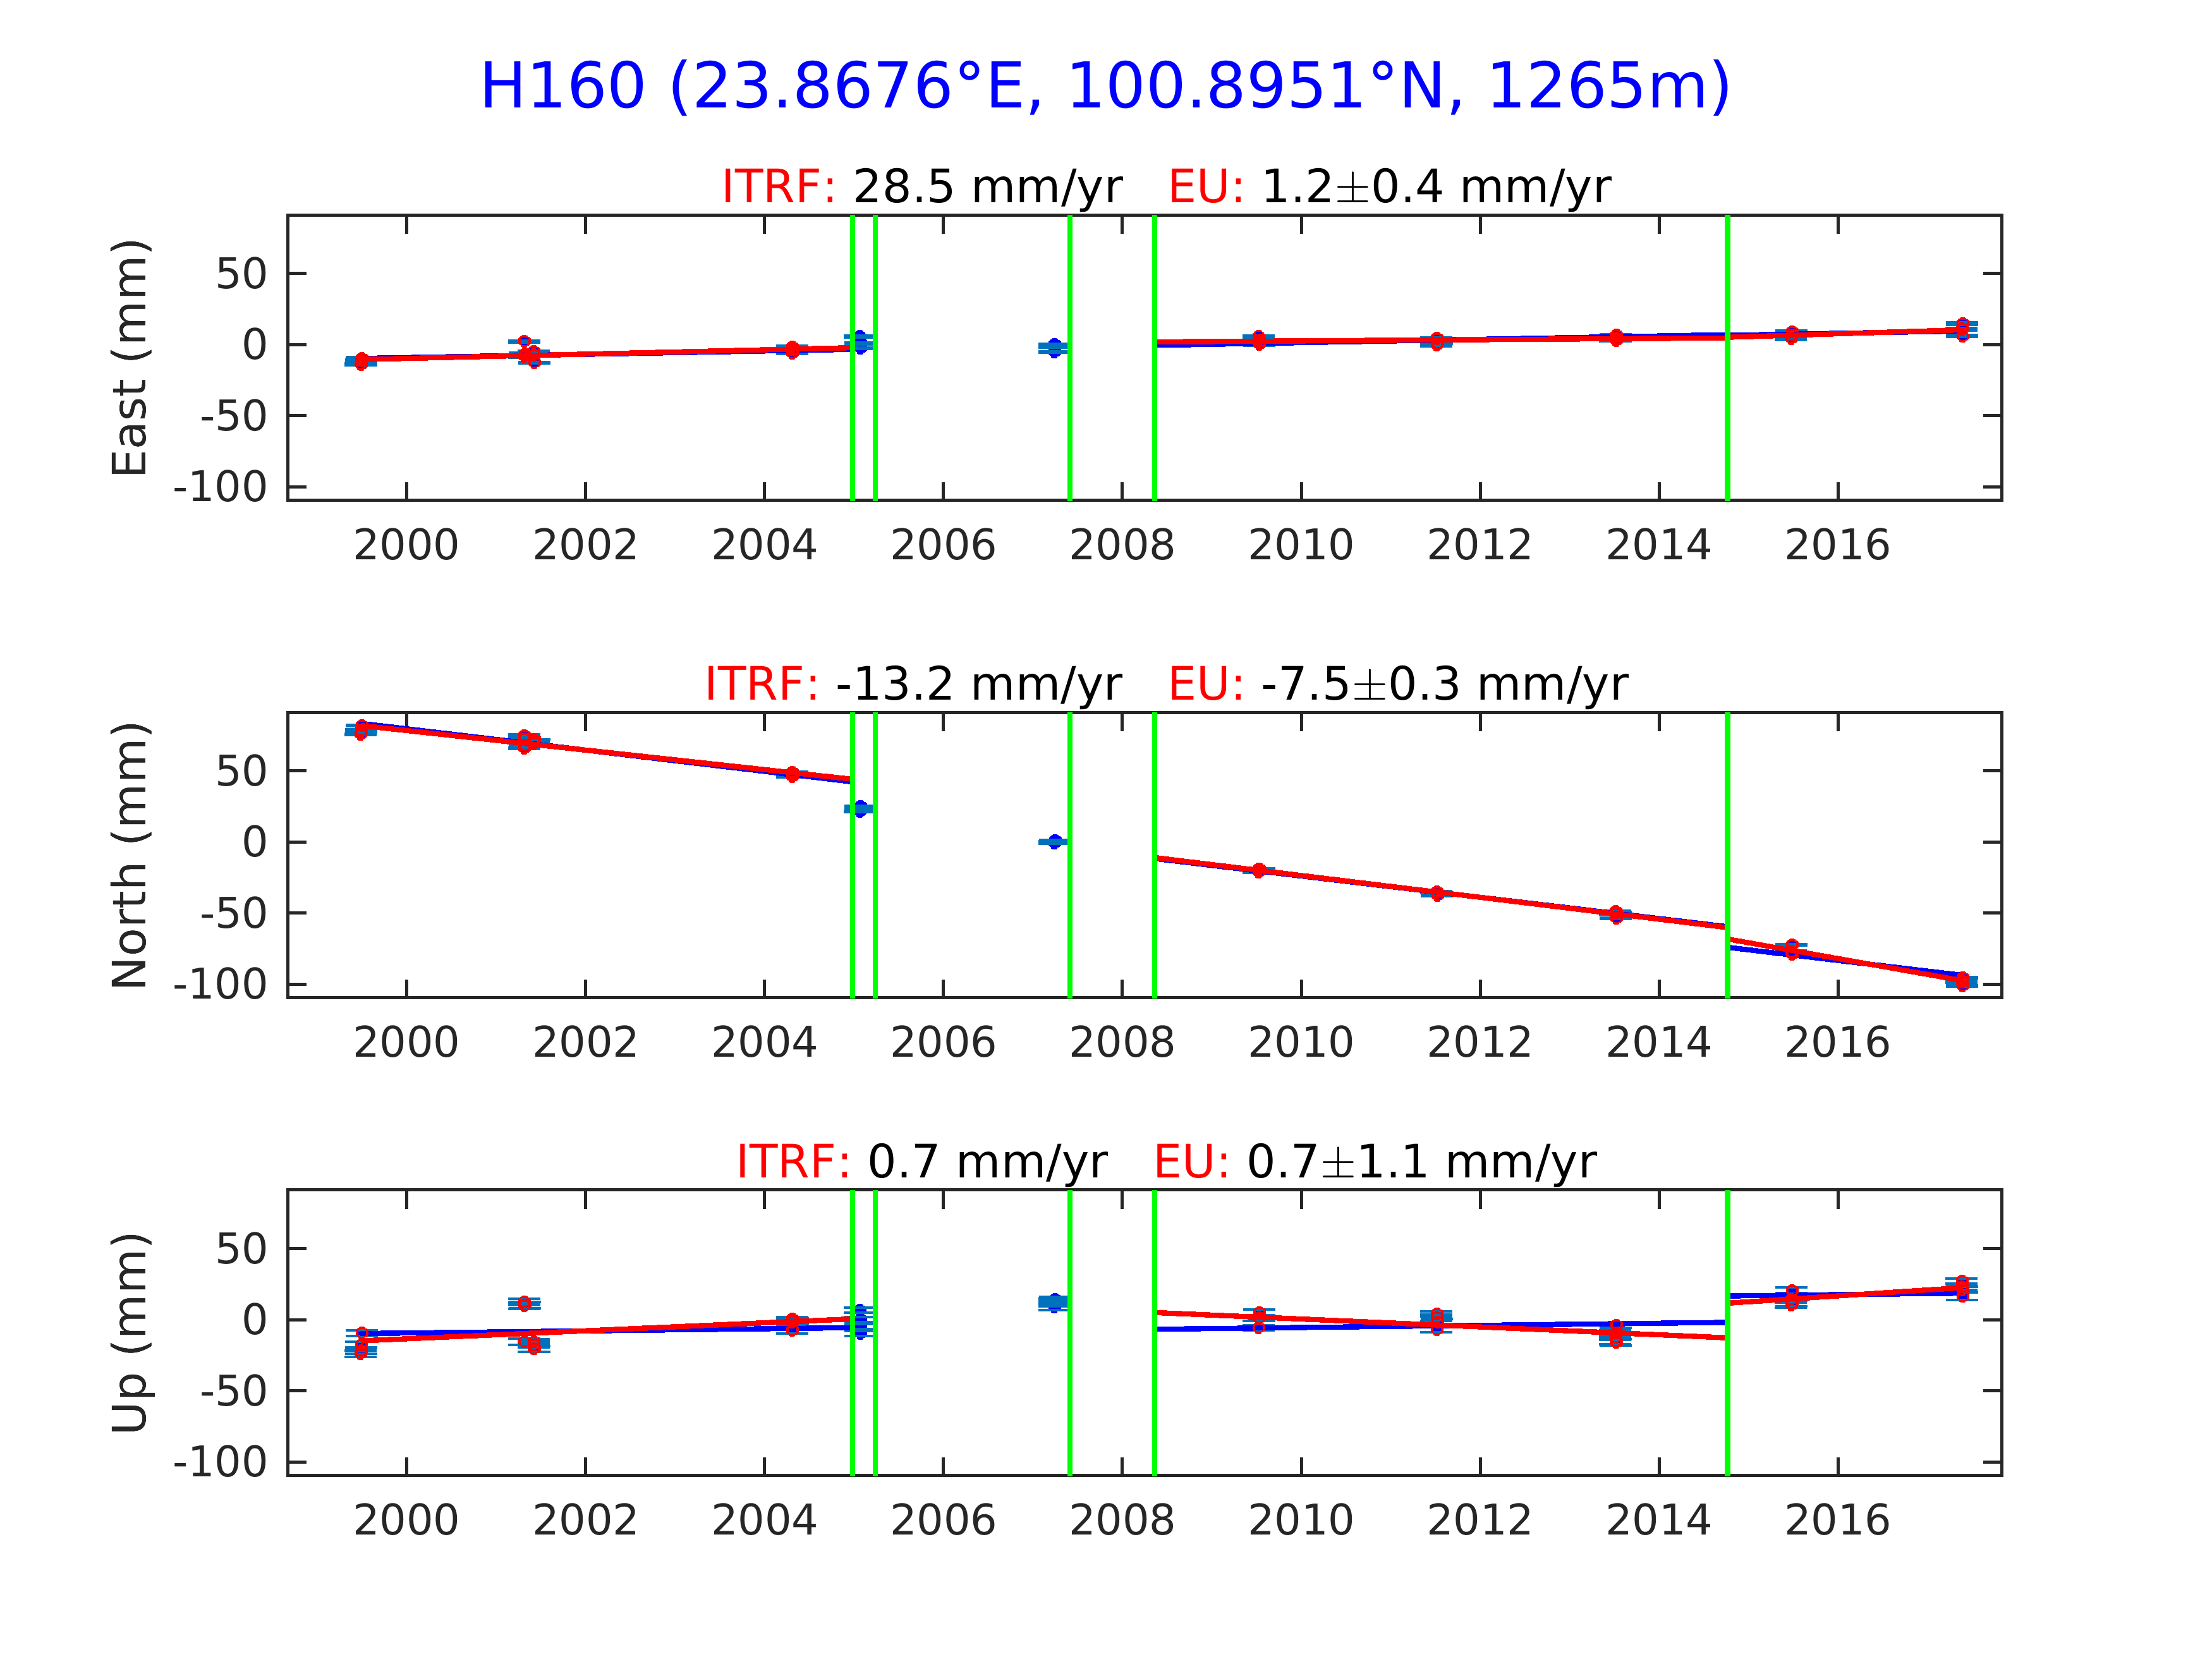 H160 (23.8676°E, 100.8951°N, 1265m)
ITRF: 28.5 mm/yr EU: 1.2±0.4 mm/yr
East (mm)
50
0
-50
-100
2000 2002 2004 2006 2008 2010 2012 2014 2016
ITRF: -13.2 mm/yr EU: -7.5±0.3 mm/yr
North (mm)
50
0
-50
-100
2000 2002 2004 2006 2008 2010 2012 2014 2016
ITRF: 0.7 mm/yr EU: 0.7±1.1 mm/yr
Up (mm)
50
0
-50
-100
2000 2002 2004 2006 2008 2010 2012 2014 2016